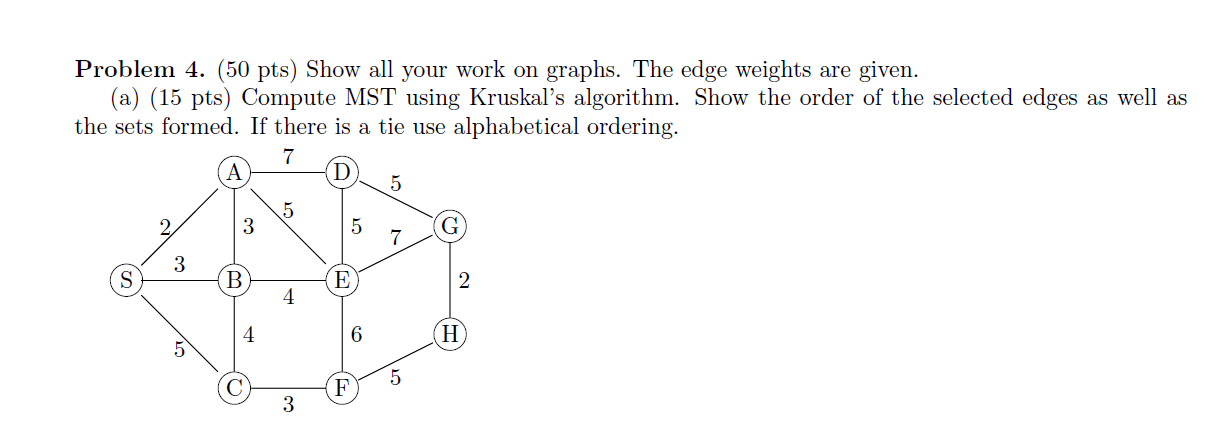 Problem 4. (50 pts) Show all your work on graphs. The edge weights are given.
(a) (15 pts) Compute MST using Kruskal's algorithm. Show the order of the selected edges as well as
the sets formed. If there is a tie use alphabetical ordering.
7
A D 5
5
2 3 5 7 G
3
S B E 2
4
4 6 H
5
C F 5
3